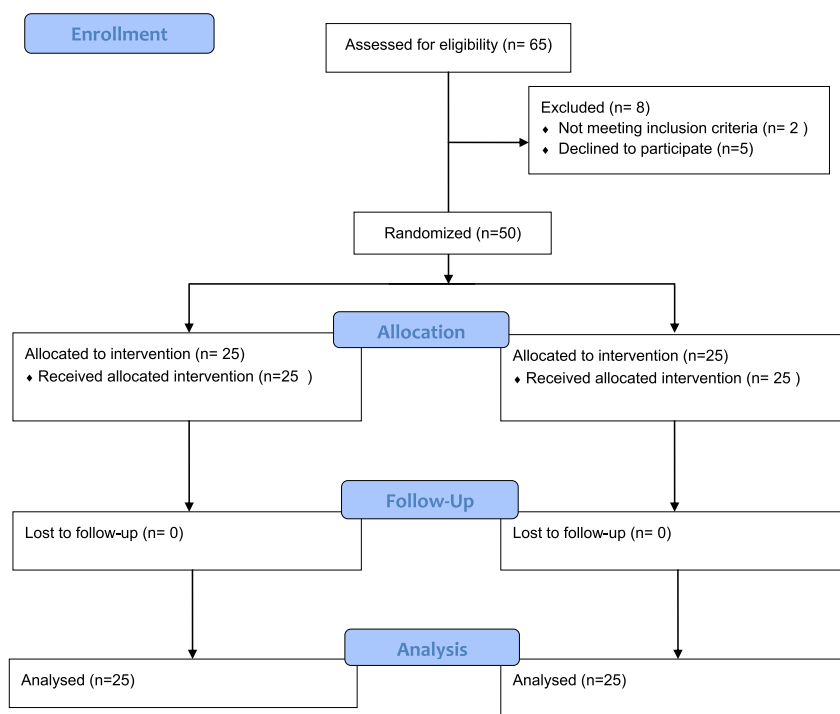 Enrollment
Assessed for eligibility (n= 65)
Excluded (n= 8)
♦ Not meeting inclusion criteria (n= 2 )
♦ Declined to participate (n=5)
Randomized (n=50)
Allocation
Allocated to intervention (n= 25)
♦ Received allocated intervention (n=25 )
Allocated to intervention (n=25)
♦ Received allocated intervention (n= 25 )
Follow-Up
Lost to follow-up (n= 0)
Lost to follow-up (n= 0)
Analysis
Analysed (n=25)
Analysed (n=25)